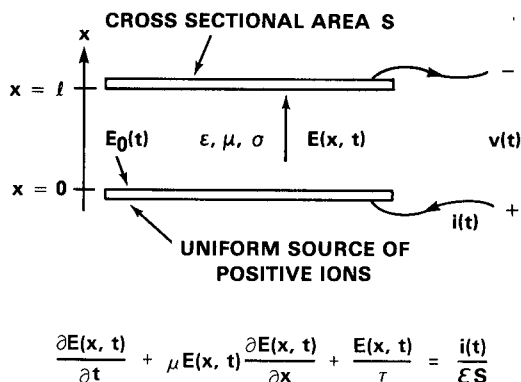 CROSS SECTIONAL AREA S
x
x = ℓ
−
E₀(t)
ε, μ, σ
E(x, t)
v(t)
x = 0
i(t)
+
UNIFORM SOURCE OF
POSITIVE IONS
∂E(x, t)/∂t + μE(x, t) ∂E(x, t)/∂x + E(x, t)/τ = i(t)/εS